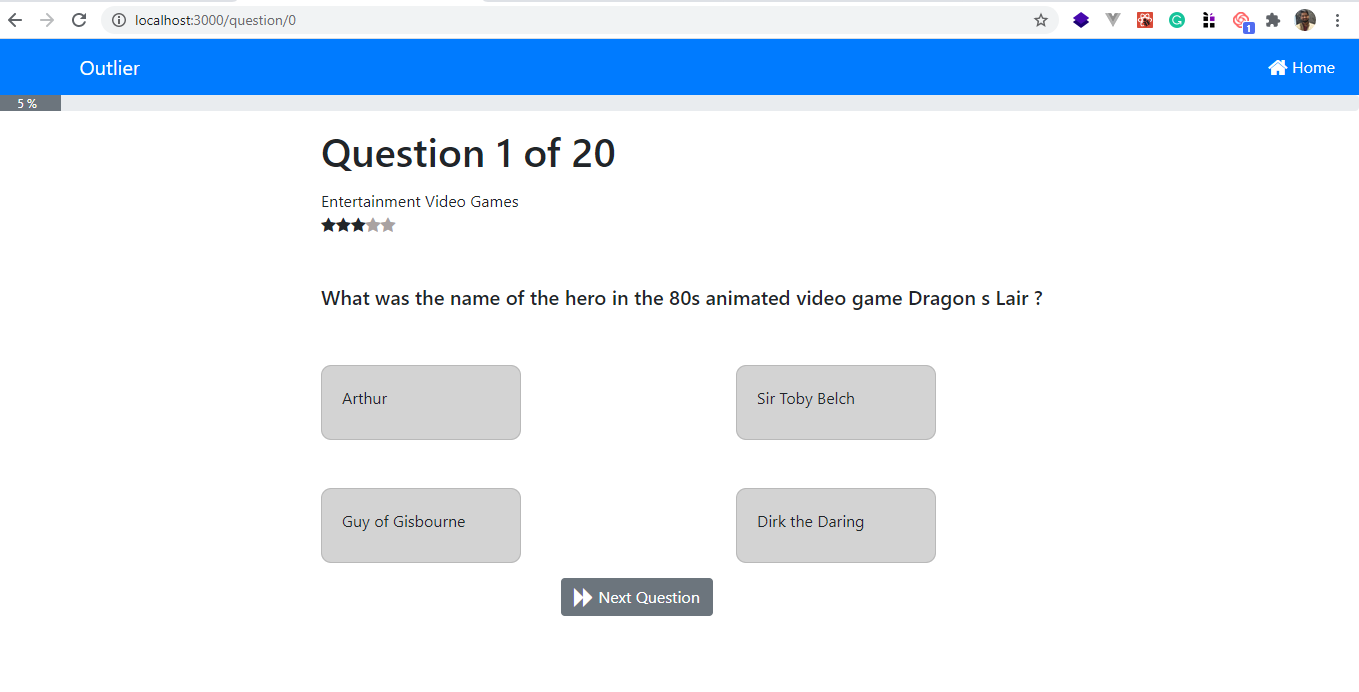 localhost:3000/question/0
1
Outlier
Home
5 %
Question 1 of 20
Entertainment Video Games
What was the name of the hero in the 80s animated video game Dragon s Lair ?
Arthur
Sir Toby Belch
Guy of Gisbourne
Dirk the Daring
Next Question